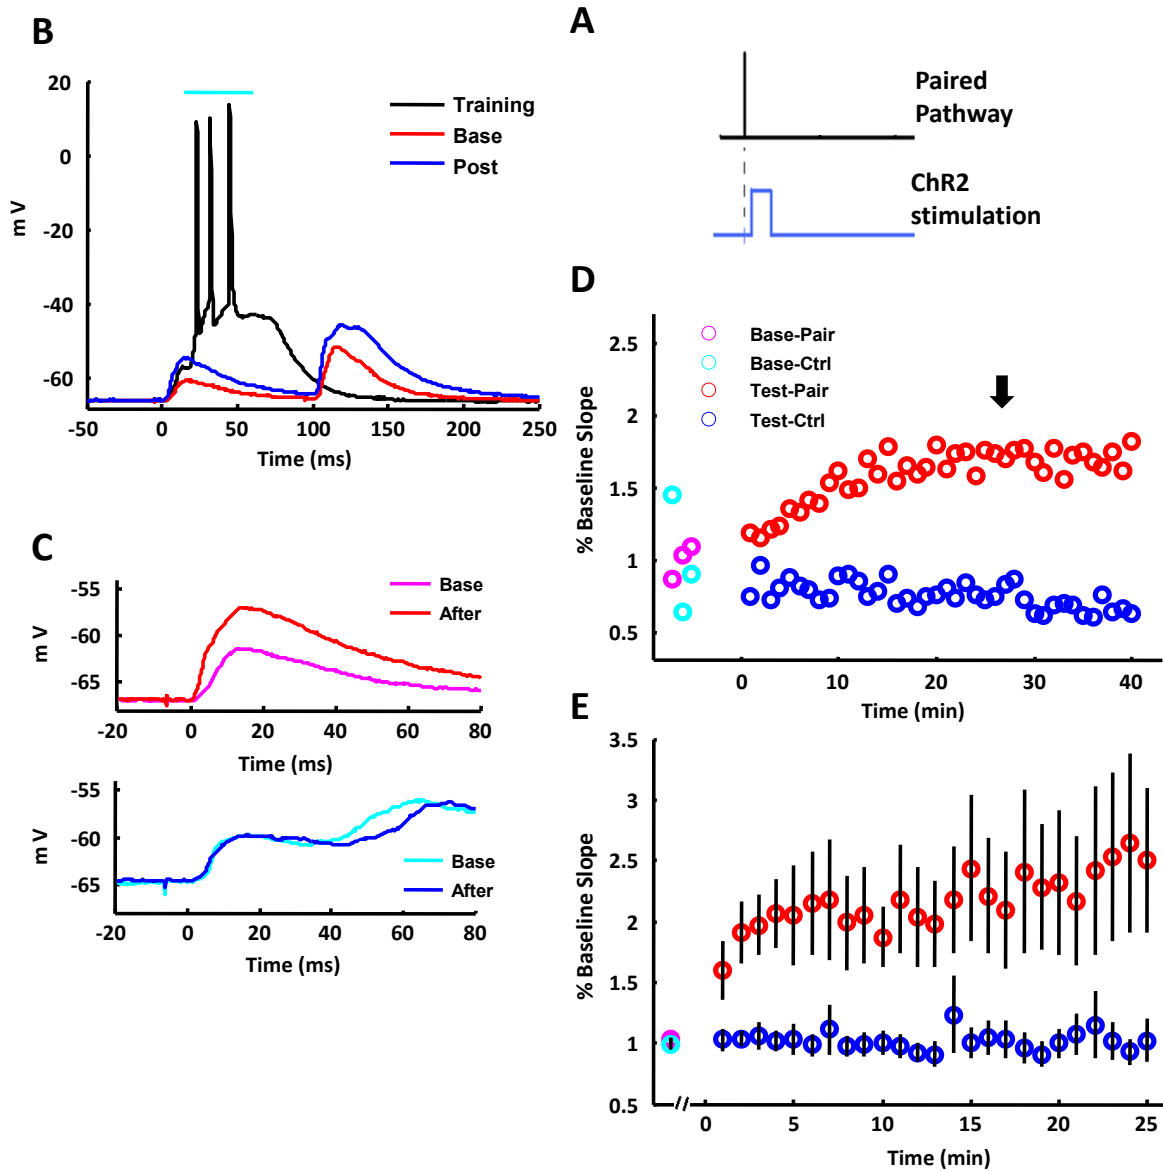 B
20
0
-20
-40
-60
m V
-50
0
50
100
150
200
250
Time (ms)
Training
Base
Post
A
Paired
Pathway
ChR2
stimulation
C
-55
-60
-65
m V
-20
0
20
40
60
80
Time (ms)
Base
After
-55
-60
-65
m V
-20
0
20
40
60
80
Time (ms)
Base
After
D
2.5
2
1.5
1
0.5
% Baseline Slope
Base-Pair
Base-Ctrl
Test-Pair
Test-Ctrl
0
10
20
30
40
Time (min)
E
3.5
3
2.5
2
1.5
1
0.5
% Baseline Slope
//
0
5
10
15
20
25
Time (min)